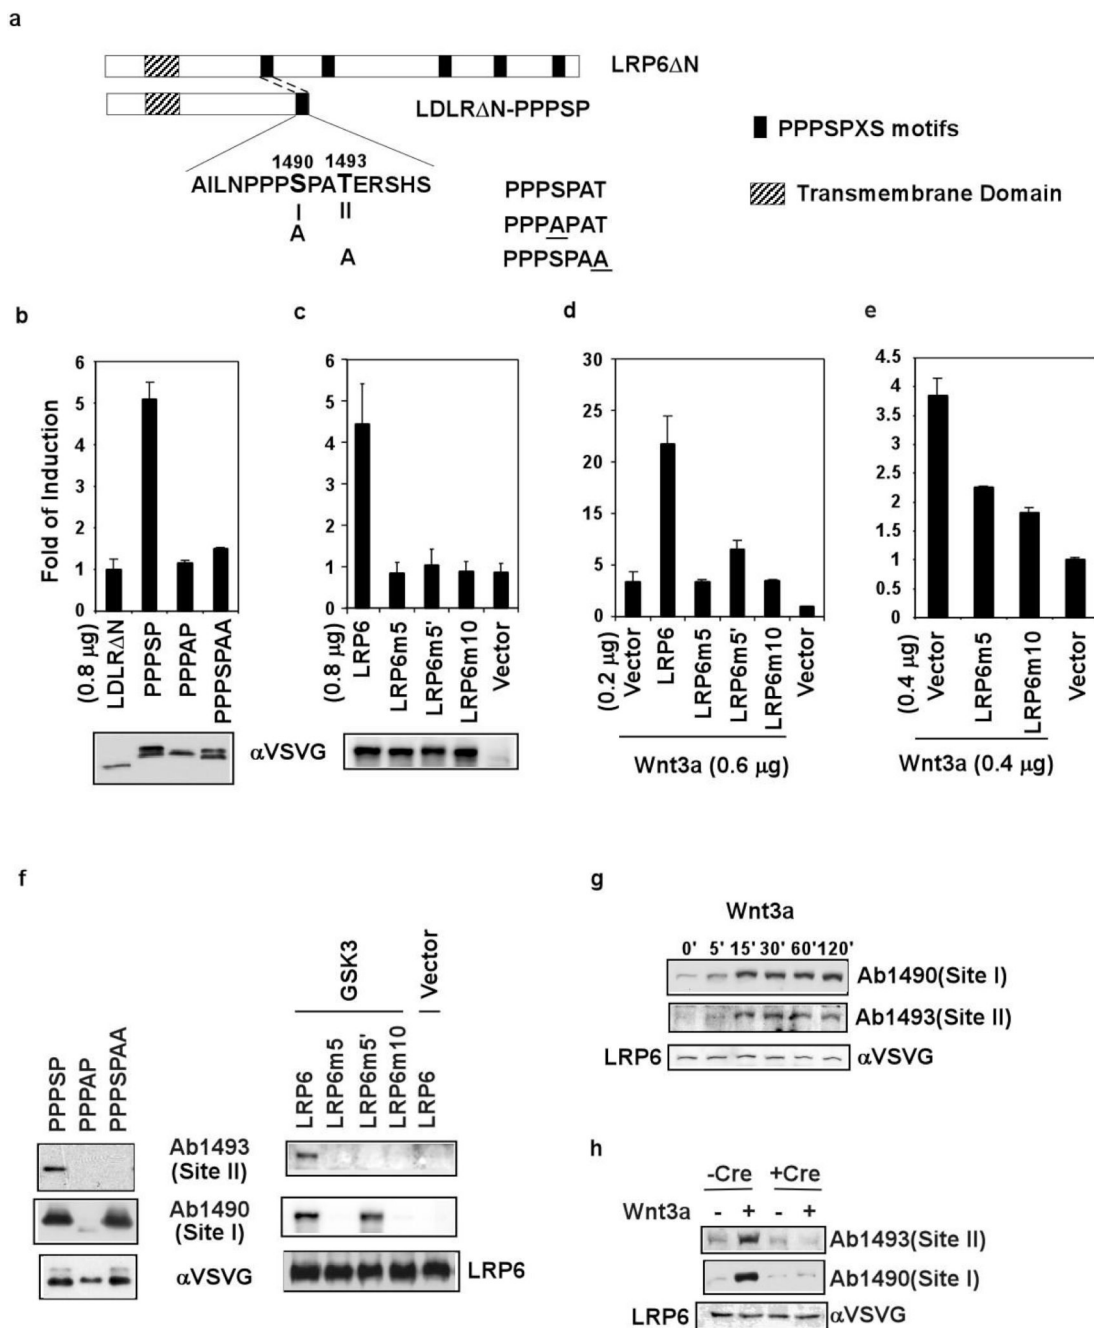 a
LRP6ΔN
LDLRΔN-PPPSP
PPPSPXS motifs
1490 1493
AILNPPPSPATERSHS
I II
A
A
PPPSPAT
PPPAPAT
PPPSPAA
Transmembrane Domain
b
Fold of Induction
6
5
4
3
2
1
0
(0.8 µg)
LDLRΔN
PPPSP
PPPAP
PPPSPAA
αVSVG
c
6
5
4
3
2
1
0
(0.8 µg)
LRP6
LRP6m5
LRP6m5'
LRP6m10
Vector
d
30
25
20
15
10
5
0
(0.2 µg)
Vector
LRP6
LRP6m5
LRP6m5'
LRP6m10
Vector
Wnt3a (0.6 µg)
e
4.5
4
3.5
3
2.5
2
1.5
1
0.5
0
(0.4 µg)
Vector
LRP6m5
LRP6m10
Vector
Wnt3a (0.4 µg)
f
PPPSP
PPPAP
PPPSPAA
GSK3
Vector
LRP6
LRP6m5
LRP6m5'
LRP6m10
LRP6
Ab1493
(Site II)
Ab1490
(Site I)
αVSVG
LRP6
g
Wnt3a
0' 5' 15' 30' 60' 120'
Ab1490(Site I)
Ab1493(Site II)
LRP6 αVSVG
h
-Cre +Cre
Wnt3a - + - +
Ab1493(Site II)
Ab1490(Site I)
LRP6 αVSVG